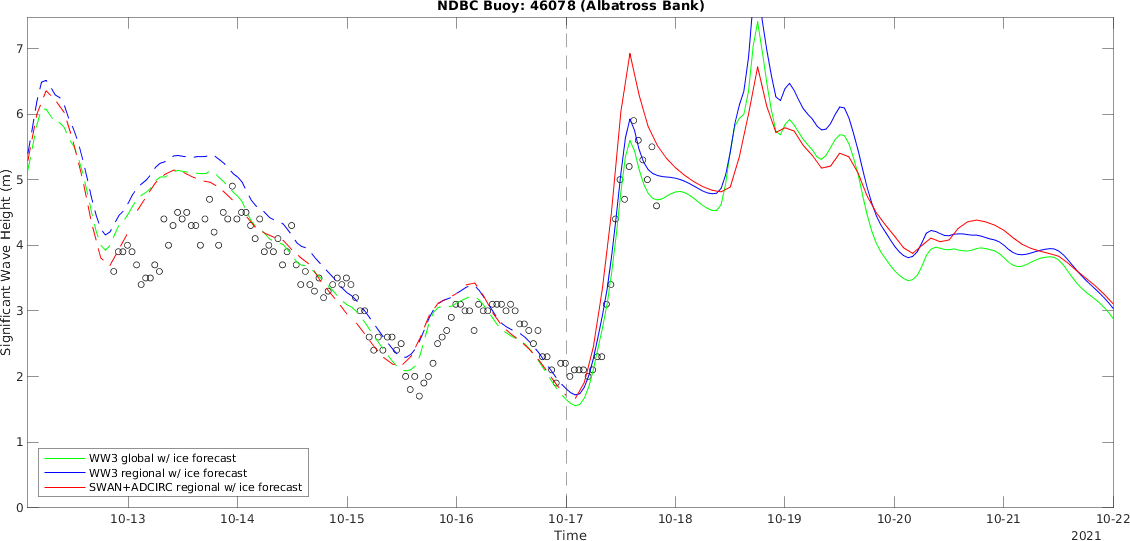 NDBC Buoy: 46078 (Albatross Bank)
Significant Wave Height (m)
7
6
5
4
3
2
1
0
WW3 global w/ ice forecast
WW3 regional w/ ice forecast
SWAN+ADCIRC regional w/ ice forecast
10-13 10-14 10-15 10-16 10-17 10-18 10-19 10-20 10-21 10-22
Time
2021